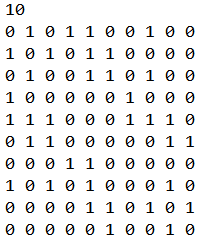 10
0 1 0 1 1 0 0 1 0 0
1 0 1 0 1 1 0 0 0 0
0 1 0 0 1 1 0 1 0 0
1 0 0 0 0 0 1 0 0 0
1 1 1 0 0 0 1 1 1 0
0 1 1 0 0 0 0 0 1 1
0 0 0 1 1 0 0 0 0 0
1 0 1 0 1 0 0 0 1 0
0 0 0 0 1 1 0 1 0 1
0 0 0 0 0 1 0 0 1 0